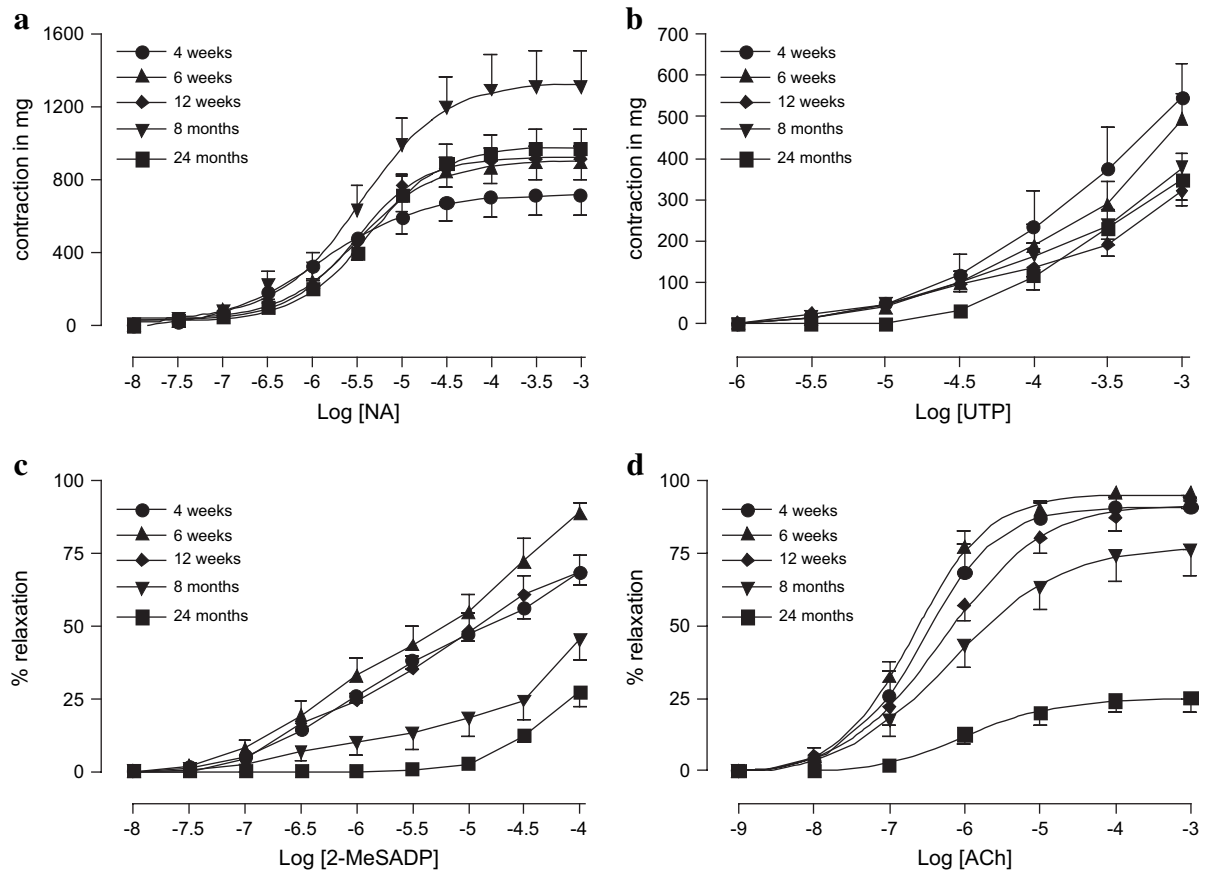 a
1600
1200
800
400
0
contraction in mg
4 weeks
6 weeks
12 weeks
8 months
24 months
-8 -7.5 -7 -6.5 -6 -5.5 -5 -4.5 -4 -3.5 -3
Log [NA]
b
700
600
500
400
300
200
100
0
contraction in mg
4 weeks
6 weeks
12 weeks
8 months
24 months
-6 -5.5 -5 -4.5 -4 -3.5 -3
Log [UTP]
c
100
75
50
25
0
% relaxation
4 weeks
6 weeks
12 weeks
8 months
24 months
-8 -7.5 -7 -6.5 -6 -5.5 -5 -4.5 -4
Log [2-MeSADP]
d
100
75
50
25
0
% relaxation
4 weeks
6 weeks
12 weeks
8 months
24 months
-9 -8 -7 -6 -5 -4 -3
Log [ACh]